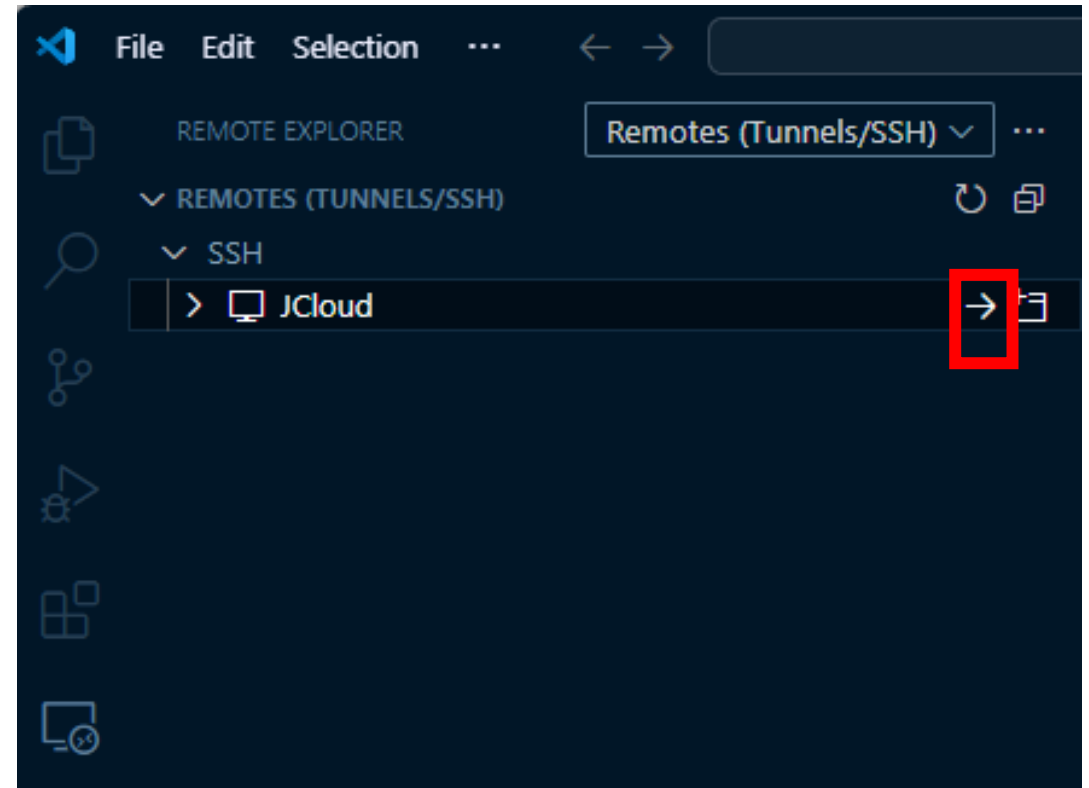 File Edit Selection ···
REMOTE EXPLORER Remotes (Tunnels/SSH) ···
REMOTES (TUNNELS/SSH)
SSH
JCloud